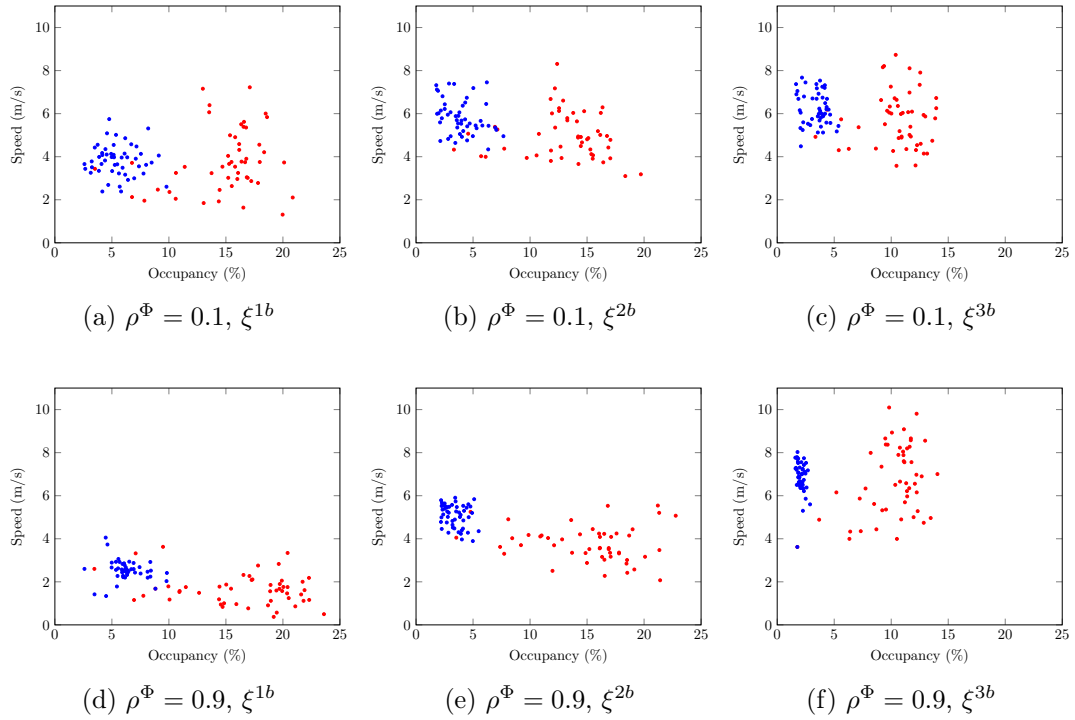 0 2 4 6 8 10
0 5 10 15 20 25
Speed (m/s)
Occupancy (%)
(a) ρ^Φ = 0.1, ξ^{1b}
0 2 4 6 8 10
0 5 10 15 20 25
Speed (m/s)
Occupancy (%)
(b) ρ^Φ = 0.1, ξ^{2b}
0 2 4 6 8 10
0 5 10 15 20 25
Speed (m/s)
Occupancy (%)
(c) ρ^Φ = 0.1, ξ^{3b}
0 2 4 6 8 10
0 5 10 15 20 25
Speed (m/s)
Occupancy (%)
(d) ρ^Φ = 0.9, ξ^{1b}
0 2 4 6 8 10
0 5 10 15 20 25
Speed (m/s)
Occupancy (%)
(e) ρ^Φ = 0.9, ξ^{2b}
0 2 4 6 8 10
0 5 10 15 20 25
Speed (m/s)
Occupancy (%)
(f) ρ^Φ = 0.9, ξ^{3b}